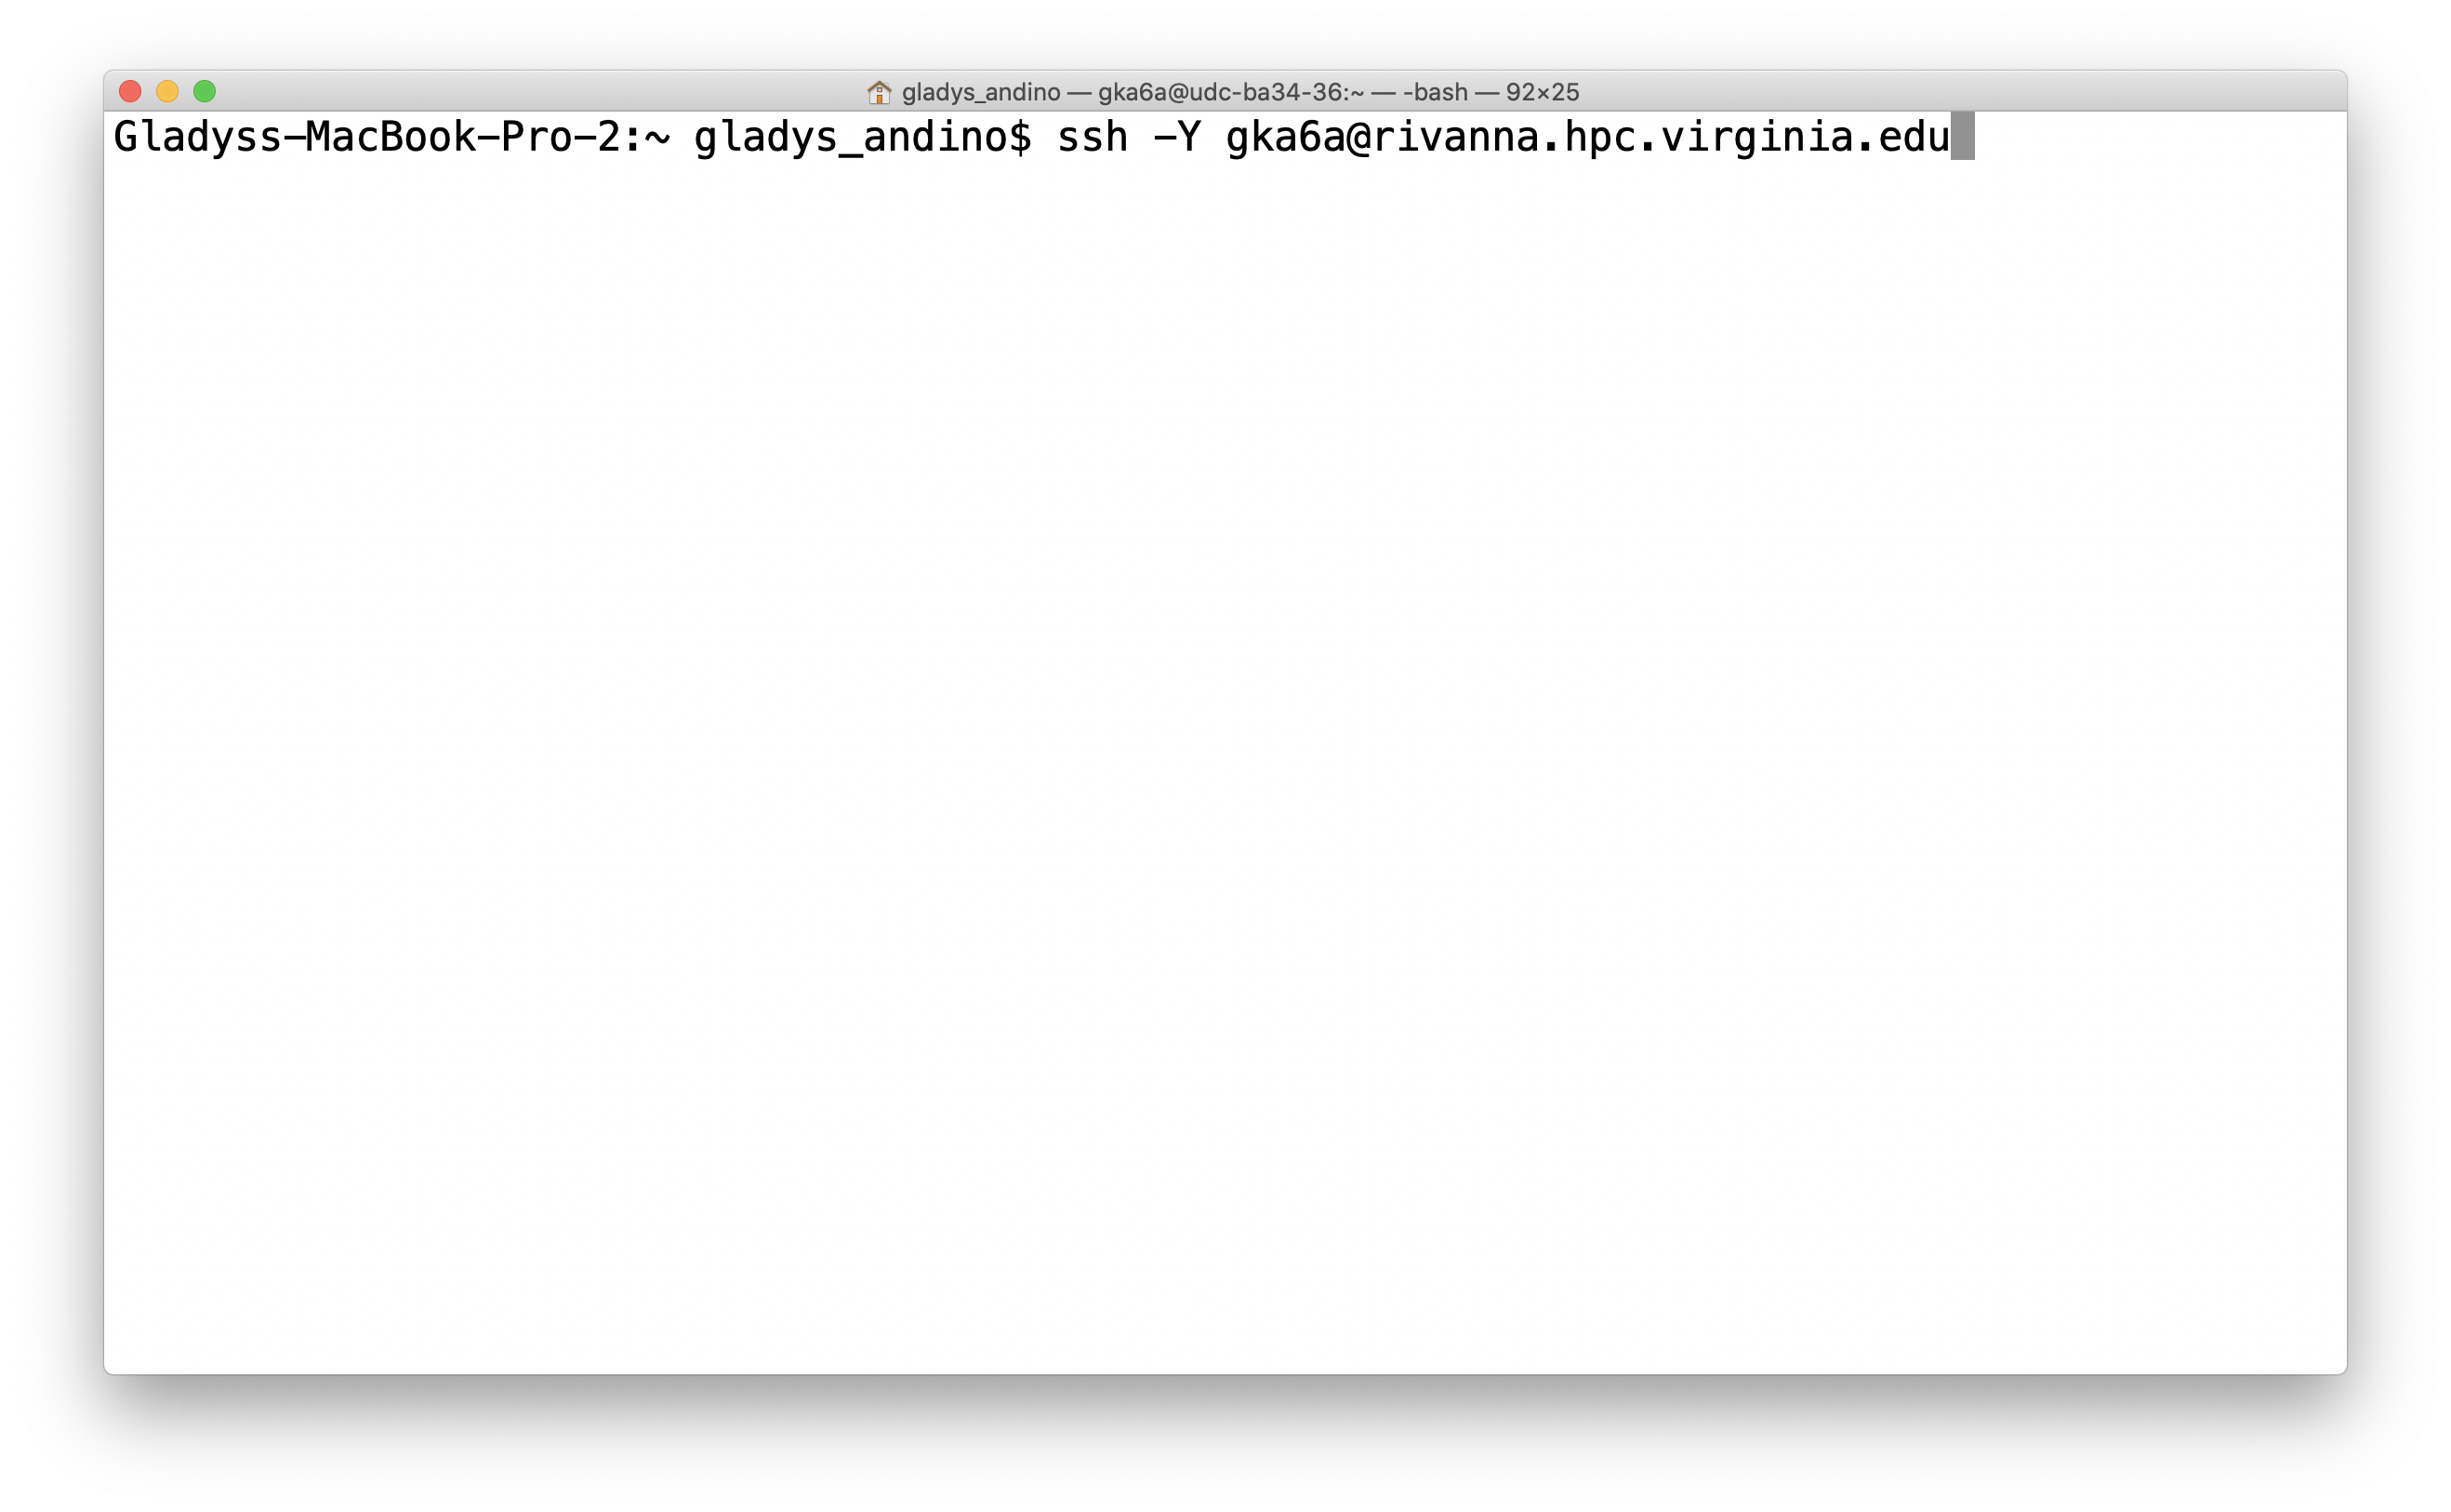 gladys_andino — gka6a@udc-ba34-36:~ — -bash — 92×25
Gladyss-MacBook-Pro-2:~ gladys_andino$ ssh -Y gka6a@rivanna.hpc.virginia.edu